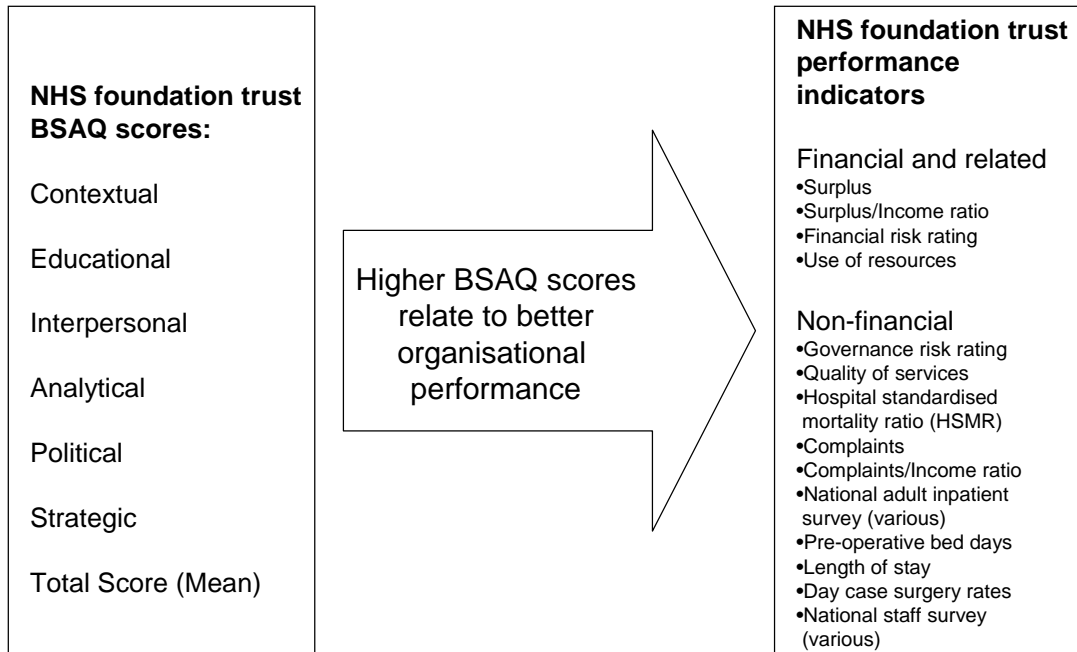 NHS foundation trust
BSAQ scores:
Contextual
Educational
Interpersonal
Analytical
Political
Strategic
Total Score (Mean)
Higher BSAQ scores
relate to better
organisational
performance
NHS foundation trust
performance
indicators
Financial and related
•Surplus
•Surplus/Income ratio
•Financial risk rating
•Use of resources
Non-financial
•Governance risk rating
•Quality of services
•Hospital standardised
mortality ratio (HSMR)
•Complaints
•Complaints/Income ratio
•National adult inpatient
survey (various)
•Pre-operative bed days
•Length of stay
•Day case surgery rates
•National staff survey
(various)